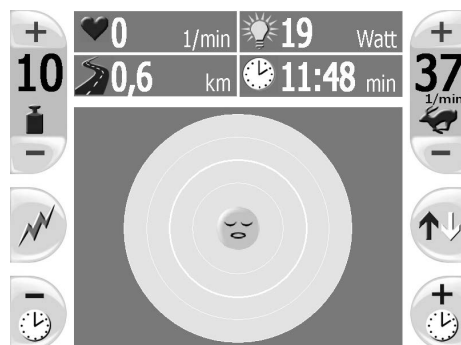 + 0 1/min 19 Watt +
10 0,6 km 11:48 min 37
1/min
- -
- +